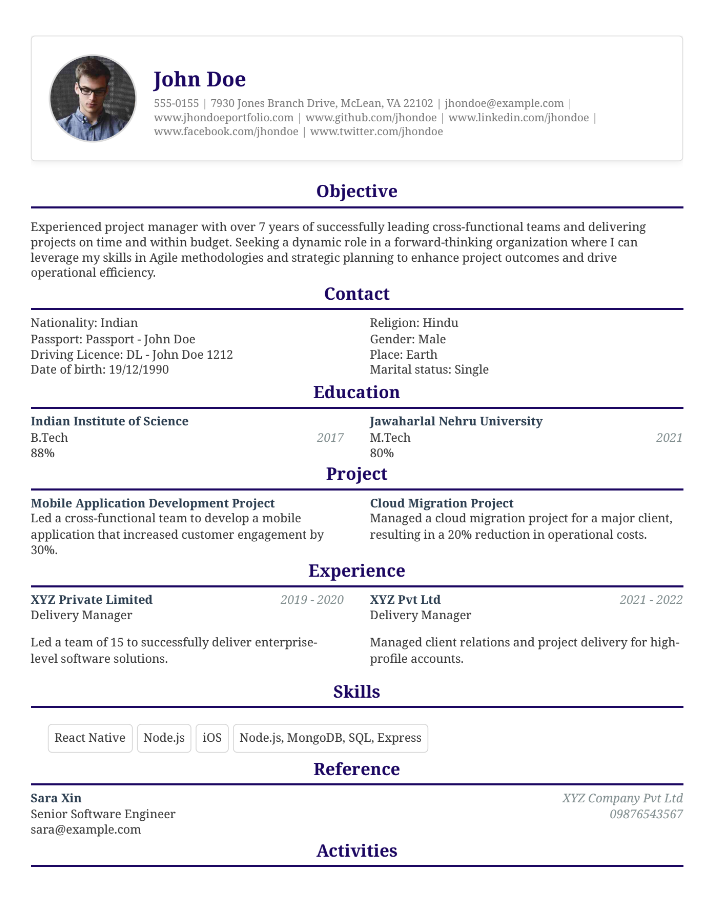 John Doe
555-0155 | 7930 Jones Branch Drive, McLean, VA 22102 | jhondoe@example.com |
www.jhondoeportfolio.com | www.github.com/jhondoe | www.linkedin.com/jhondoe |
www.facebook.com/jhondoe | www.twitter.com/jhondoe
Objective
Experienced project manager with over 7 years of successfully leading cross-functional teams and delivering
projects on time and within budget. Seeking a dynamic role in a forward-thinking organization where I can
leverage my skills in Agile methodologies and strategic planning to enhance project outcomes and drive
operational efficiency.
Contact
Nationality: Indian
Passport: Passport - John Doe
Driving Licence: DL - John Doe 1212
Date of birth: 19/12/1990
Religion: Hindu
Gender: Male
Place: Earth
Marital status: Single
Education
Indian Institute of Science
B.Tech 2017
88%
Jawaharlal Nehru University
M.Tech 2021
80%
Project
Mobile Application Development Project
Led a cross-functional team to develop a mobile
application that increased customer engagement by
30%.
Cloud Migration Project
Managed a cloud migration project for a major client,
resulting in a 20% reduction in operational costs.
Experience
XYZ Private Limited 2019 - 2020
Delivery Manager
Led a team of 15 to successfully deliver enterprise-
level software solutions.
XYZ Pvt Ltd 2021 - 2022
Delivery Manager
Managed client relations and project delivery for high-
profile accounts.
Skills
React Native Node.js iOS Node.js, MongoDB, SQL, Express
Reference
Sara Xin XYZ Company Pvt Ltd
Senior Software Engineer 09876543567
sara@example.com
Activities